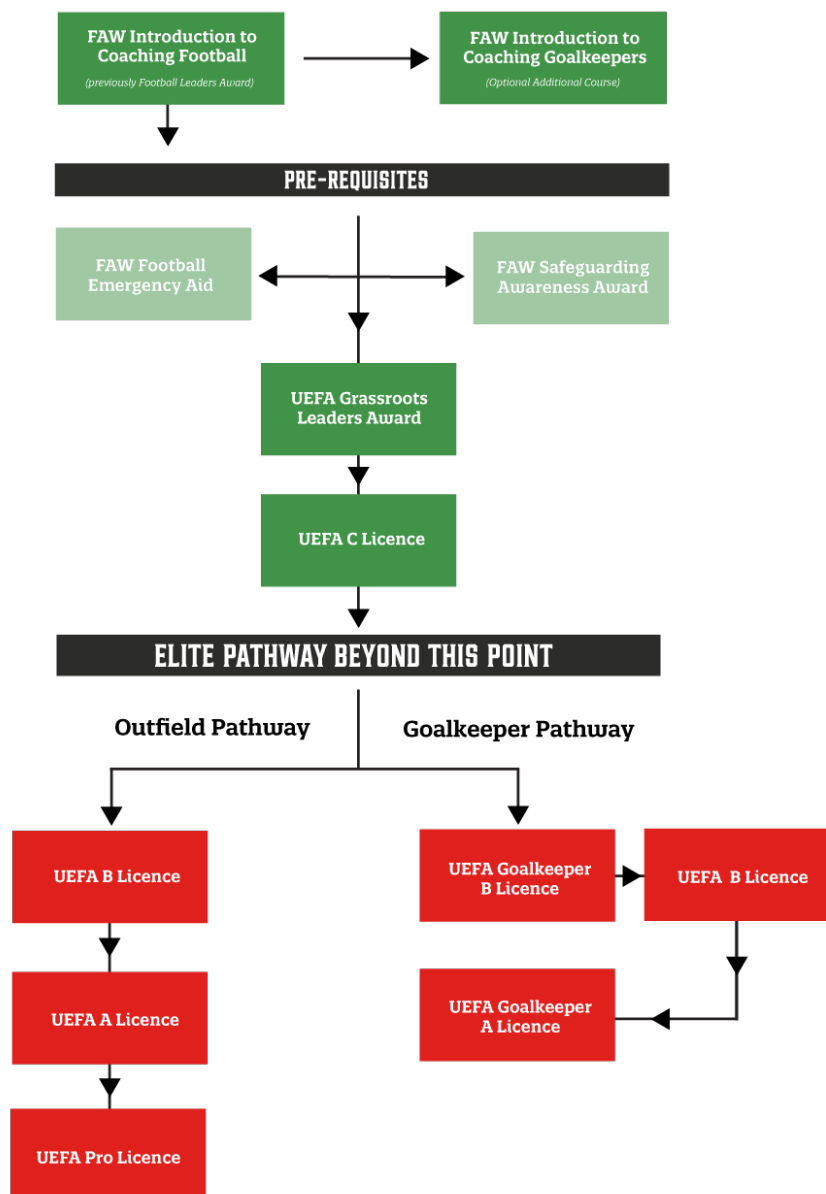 FAW Introduction to
Coaching Football
(previously Football Leaders Award)
FAW Introduction to
Coaching Goalkeepers
(Optional Additional Course)
PRE-REQUISITES
FAW Football
Emergency Aid
FAW Safeguarding
Awareness Award
UEFA Grassroots
Leaders Award
UEFA C Licence
ELITE PATHWAY BEYOND THIS POINT
Outfield Pathway
Goalkeeper Pathway
UEFA B Licence
UEFA Goalkeeper
B Licence
UEFA B Licence
UEFA A Licence
UEFA Goalkeeper
A Licence
UEFA Pro Licence